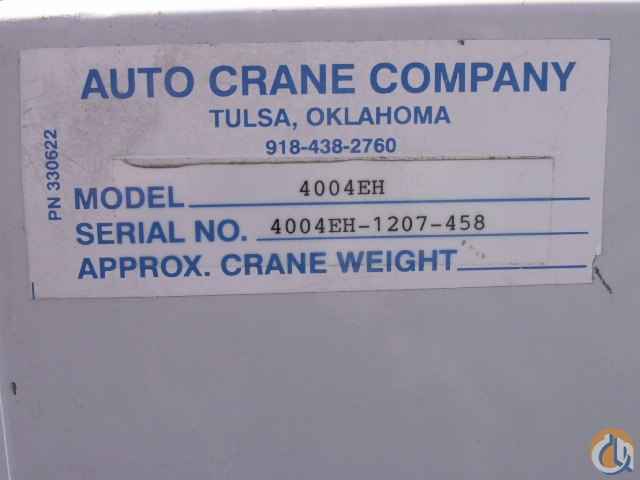 AUTO CRANE COMPANY
TULSA, OKLAHOMA
918-438-2760
PN 330622
MODEL 4004EH
SERIAL NO. 4004EH-1207-458
APPROX. CRANE WEIGHT